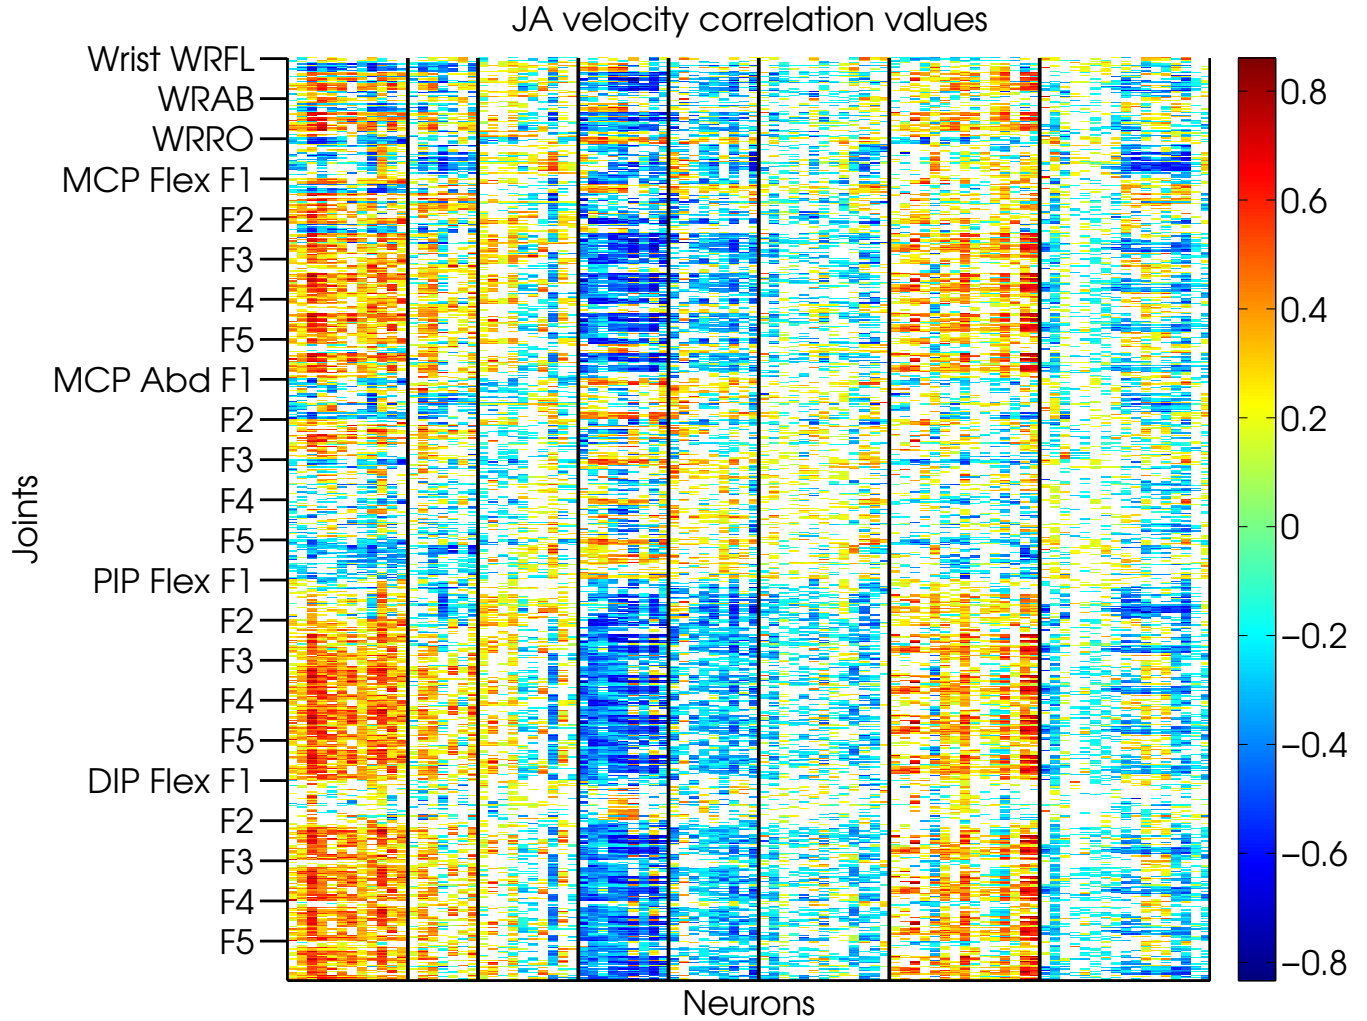 JA velocity correlation values
Wrist WRFL
WRAB
WRRO
MCP Flex F1
F2
F3
F4
F5
MCP Abd F1
F2
F3
F4
F5
PIP Flex F1
F2
F3
F4
F5
DIP Flex F1
F2
F3
F4
F5
Joints
Neurons
0.8
0.6
0.4
0.2
0
−0.2
−0.4
−0.6
−0.8